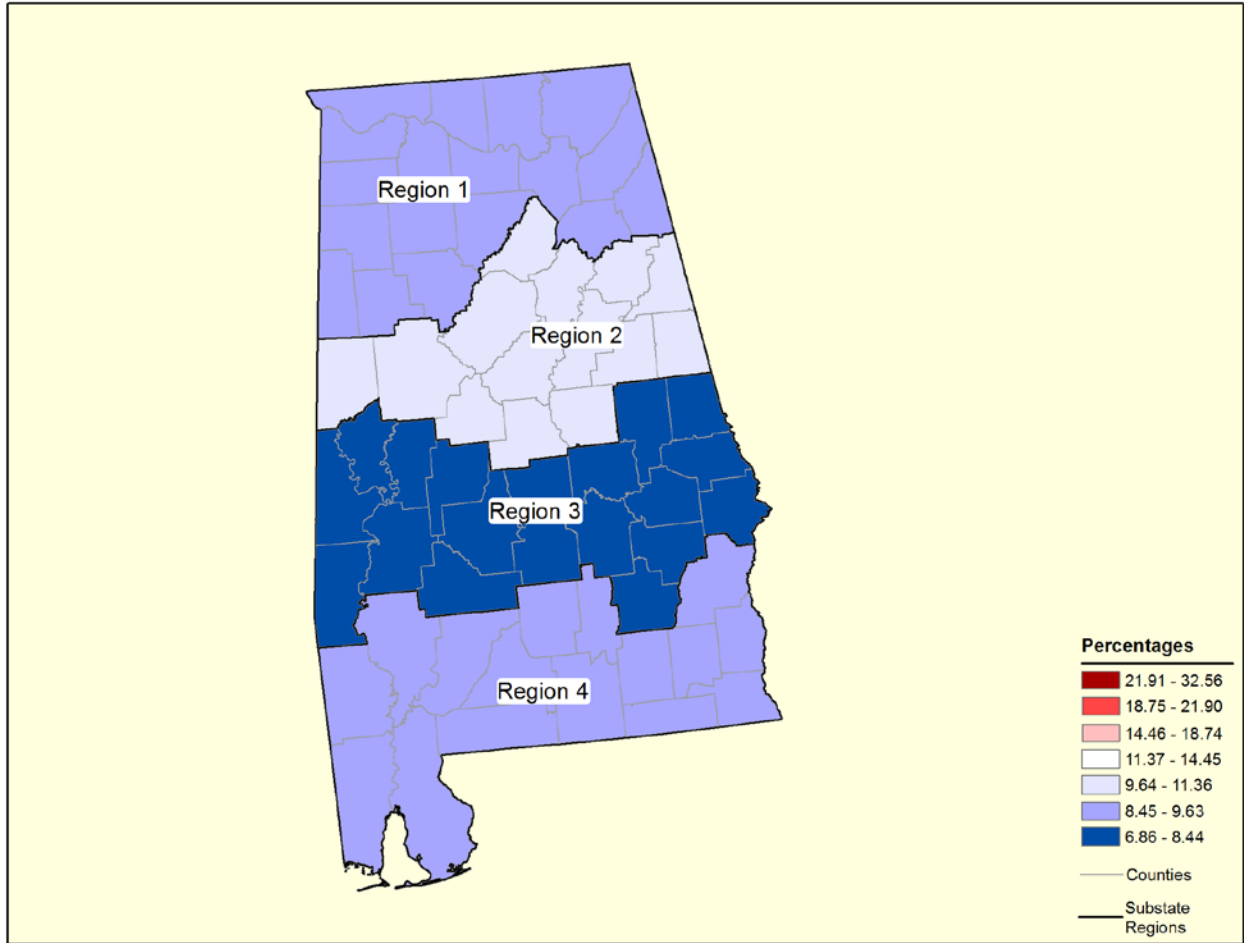 Region 1
Region 2
Region 3
Region 4
Percentages
21.91 - 32.56
18.75 - 21.90
14.46 - 18.74
11.37 - 14.45
9.64 - 11.36
8.45 - 9.63
6.86 - 8.44
Counties
Substate
Regions